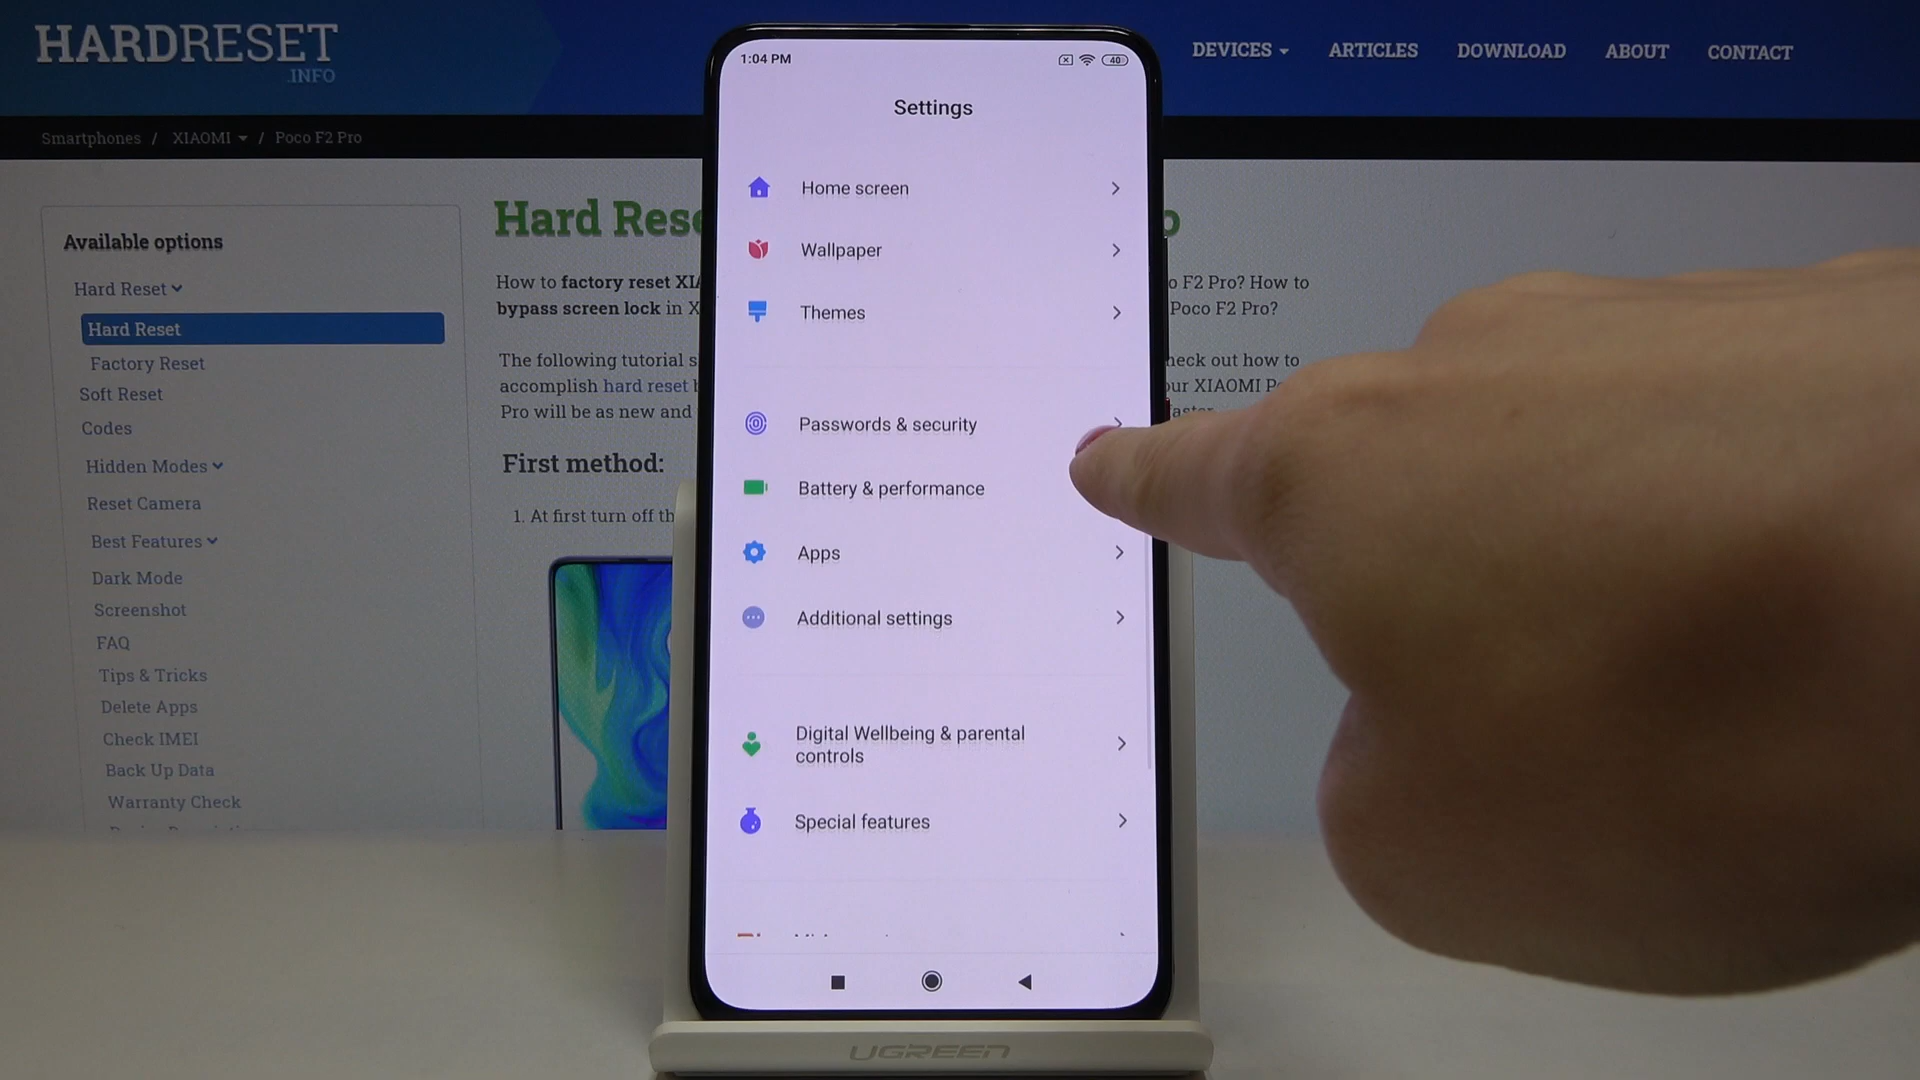 HARDRESET
.INFO
DEVICES
ARTICLES
DOWNLOAD
ABOUT
CONTACT
Smartphones / XIAOMI / Poco F2 Pro
Available options
Hard Reset
Hard Reset
Factory Reset
Soft Reset
Codes
Hidden Modes
Reset Camera
Best Features
Dark Mode
Screenshot
FAQ
Tips & Tricks
Delete Apps
Check IMEI
Back Up Data
Warranty Check
Hard Rese
o
How to factory reset XIA
o F2 Pro? How to
bypass screen lock in X
Poco F2 Pro?
The following tutorial s
heck out how to
accomplish hard reset
our XIAOMI P
Pro will be as new and
faster
First method:
1. At first turn off th
1:04 PM
40
Settings
Home screen
Wallpaper
Themes
Passwords & security
Battery & performance
Apps
Additional settings
Digital Wellbeing & parental
controls
Special features
UGREEN